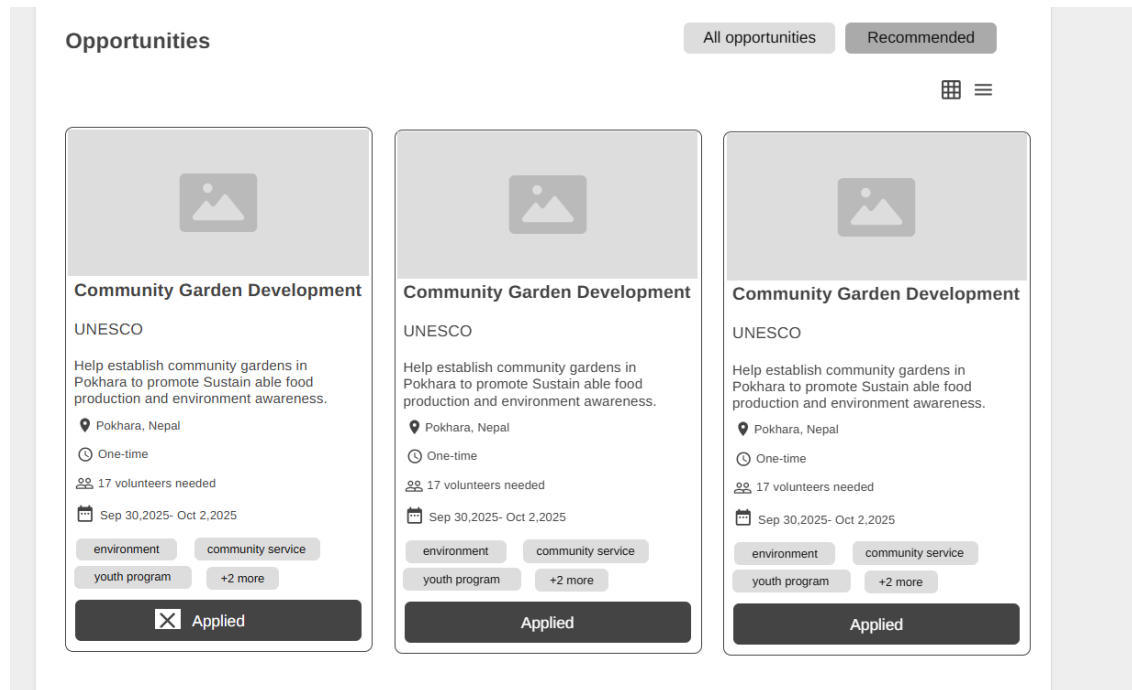 Opportunities
All opportunities
Recommended
Community Garden Development
UNESCO
Help establish community gardens in
Pokhara to promote Sustain able food
production and environment awareness.
Pokhara, Nepal
One-time
17 volunteers needed
Sep 30,2025- Oct 2,2025
environment
community service
youth program
+2 more
Applied
Community Garden Development
UNESCO
Help establish community gardens in
Pokhara to promote Sustain able food
production and environment awareness.
Pokhara, Nepal
One-time
17 volunteers needed
Sep 30,2025- Oct 2,2025
environment
community service
youth program
+2 more
Applied
Community Garden Development
UNESCO
Help establish community gardens in
Pokhara to promote Sustain able food
production and environment awareness.
Pokhara, Nepal
One-time
17 volunteers needed
Sep 30,2025- Oct 2,2025
environment
community service
youth program
+2 more
Applied